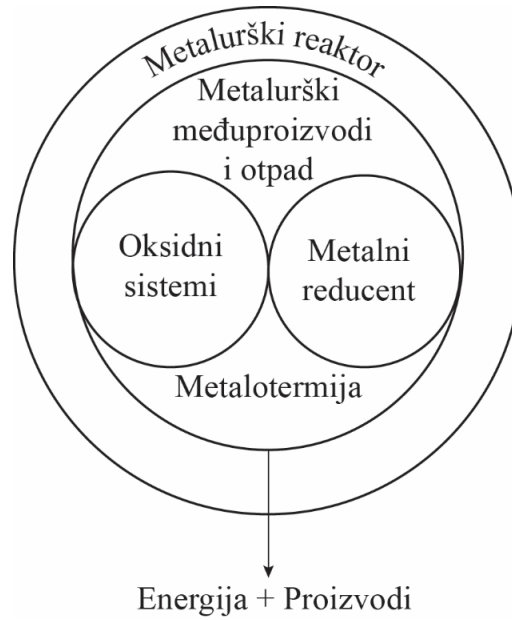 Metalurški reaktor
Metalurški
međuproizvodi
i otpad
Oksidni
sistemi
Metalni
reducent
Metalotermija
Energija + Proizvodi